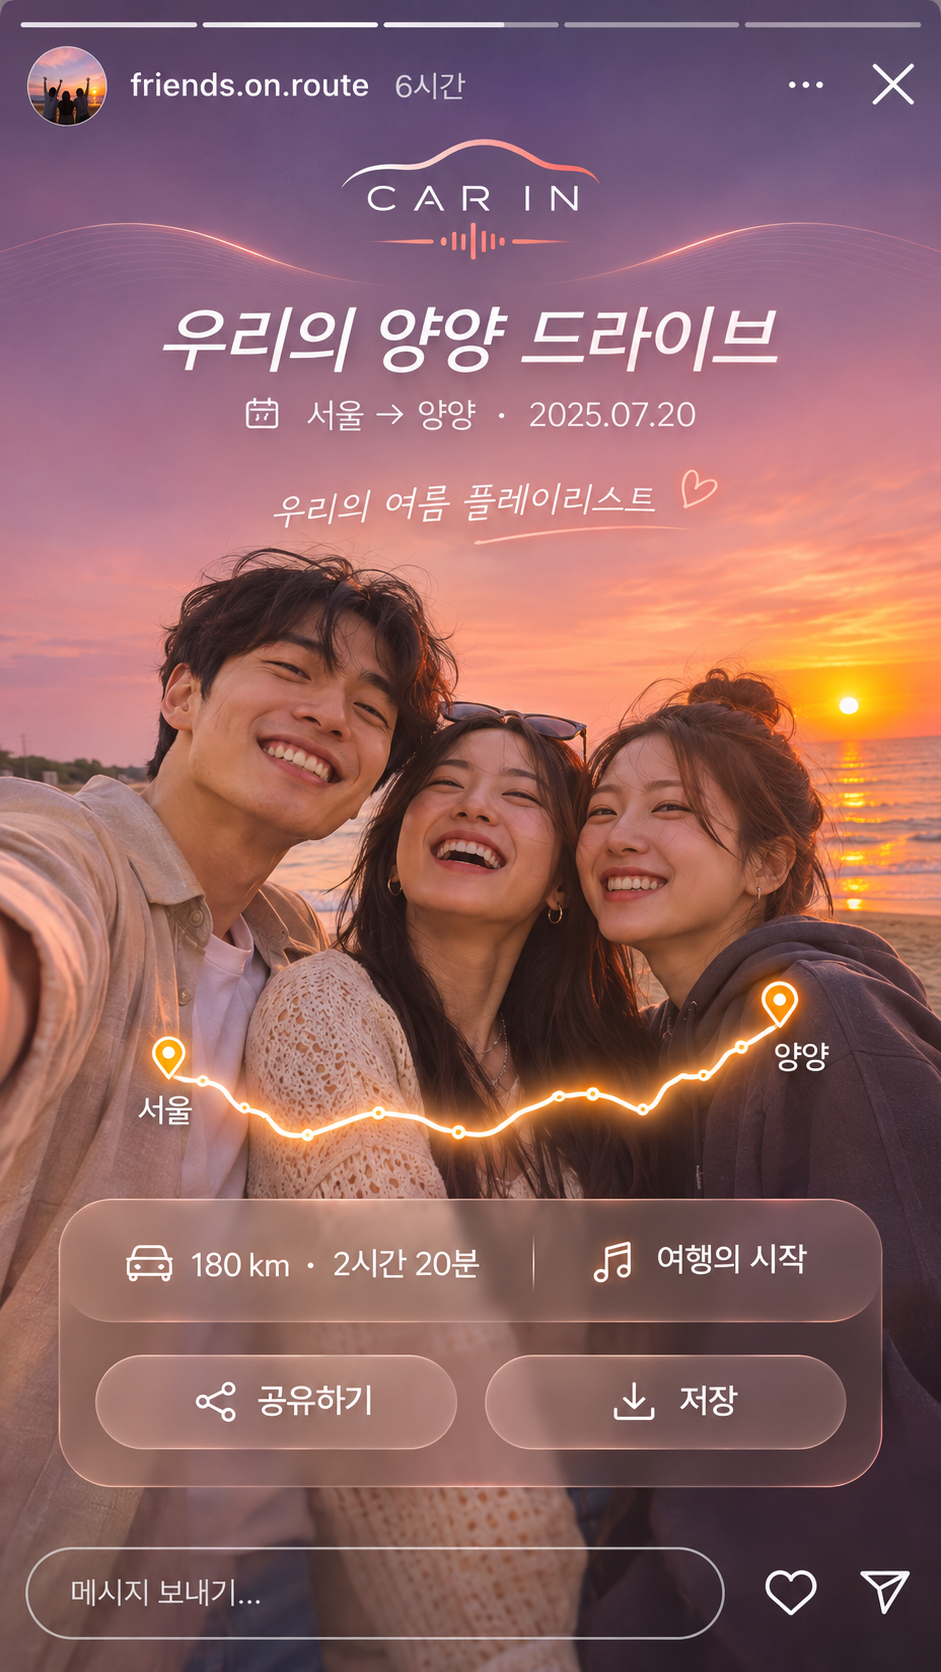 friends.on.route 6시간
CAR IN
우리의 양양 드라이브
서울 → 양양 · 2025.07.20
우리의 여름 플레이리스트
양양
서울
180 km · 2시간 20분
여행의 시작
공유하기
저장
메시지 보내기...